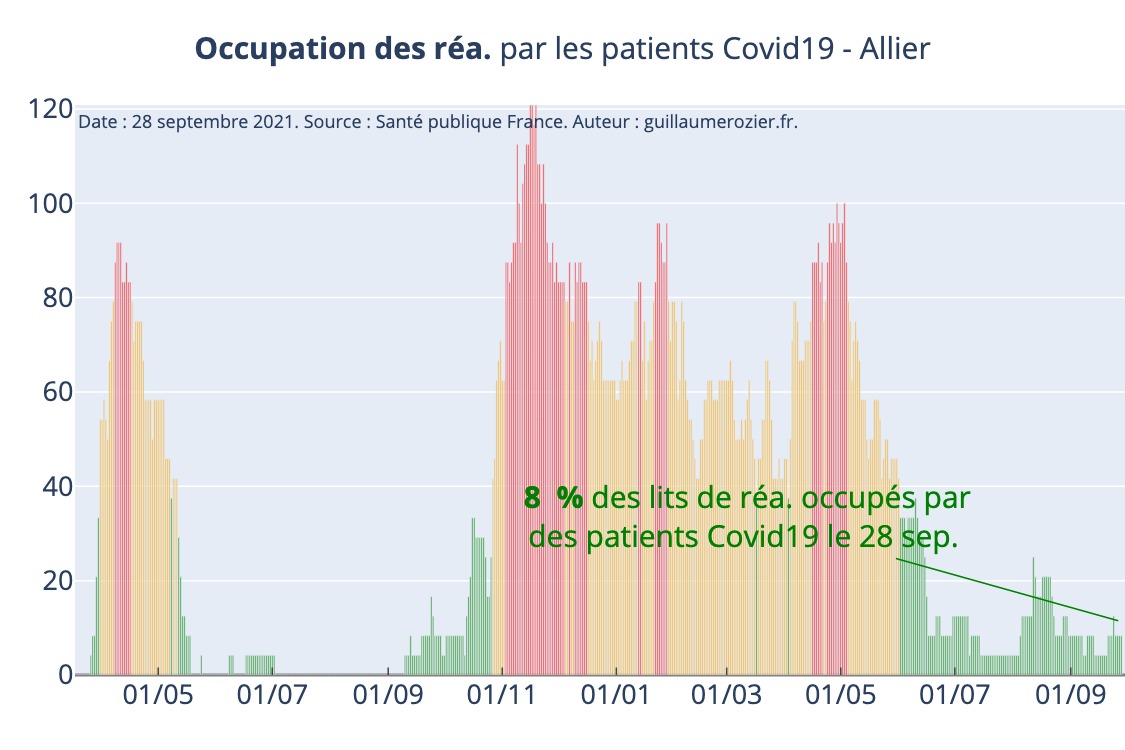 Occupation des réa. par les patients Covid19 - Allier
120
Date : 28 septembre 2021. Source : Santé publique France. Auteur : guillaumerozier.fr.
100
80
60
40
8 % des lits de réa. occupés par
des patients Covid19 le 28 sep.
20
0
01/05 01/07 01/09 01/11 01/01 01/03 01/05 01/07 01/09